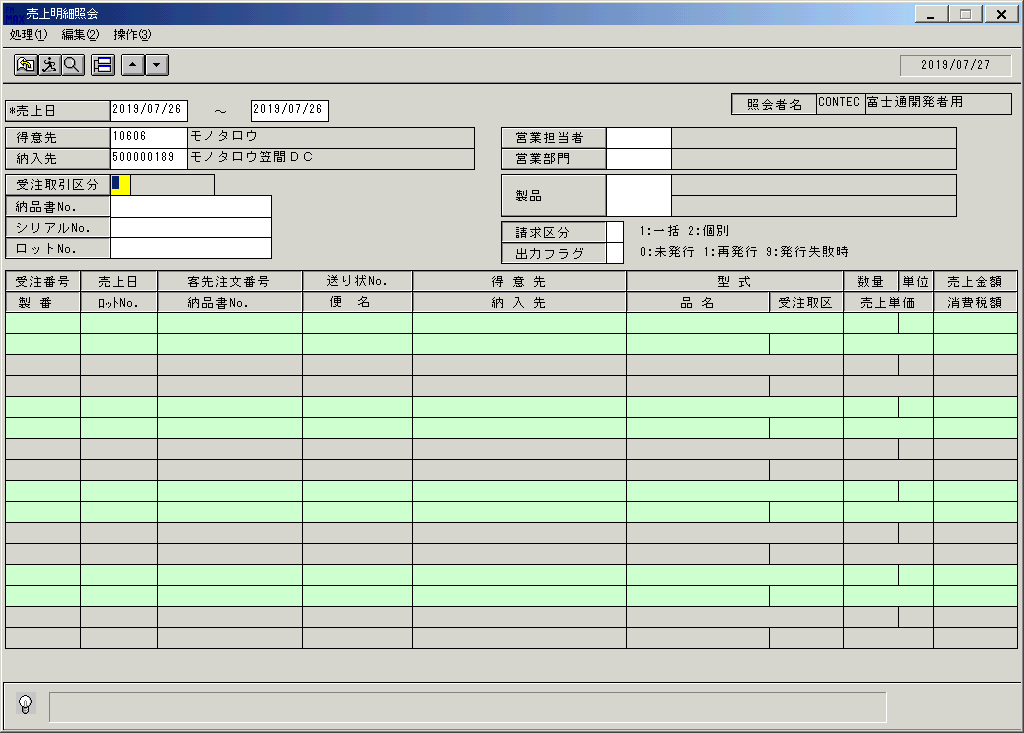 売上明細照会
処理(1) 編集(2) 操作(3)
2019/07/27
*売上日 2019/07/26 ～ 2019/07/26 照会者名 CONTEC 富士通開発者用
得意先 10606 モノタロウ 営業担当者
納入先 500000189 モノタロウ笠間ＤＣ 営業部門
受注取引区分 製品
納品書No.
シリアルNo. 請求区分 1:一括 2:個別
ロットNo. 出力フラグ 0:未発行 1:再発行 9:発行失敗時
受注番号 売上日 客先注文番号 送り状No. 得意先 型式 数量 単位 売上金額
製番 ﾛｯﾄNo. 納品書No. 便名 納入先 品名 受注取区 売上単価 消費税額